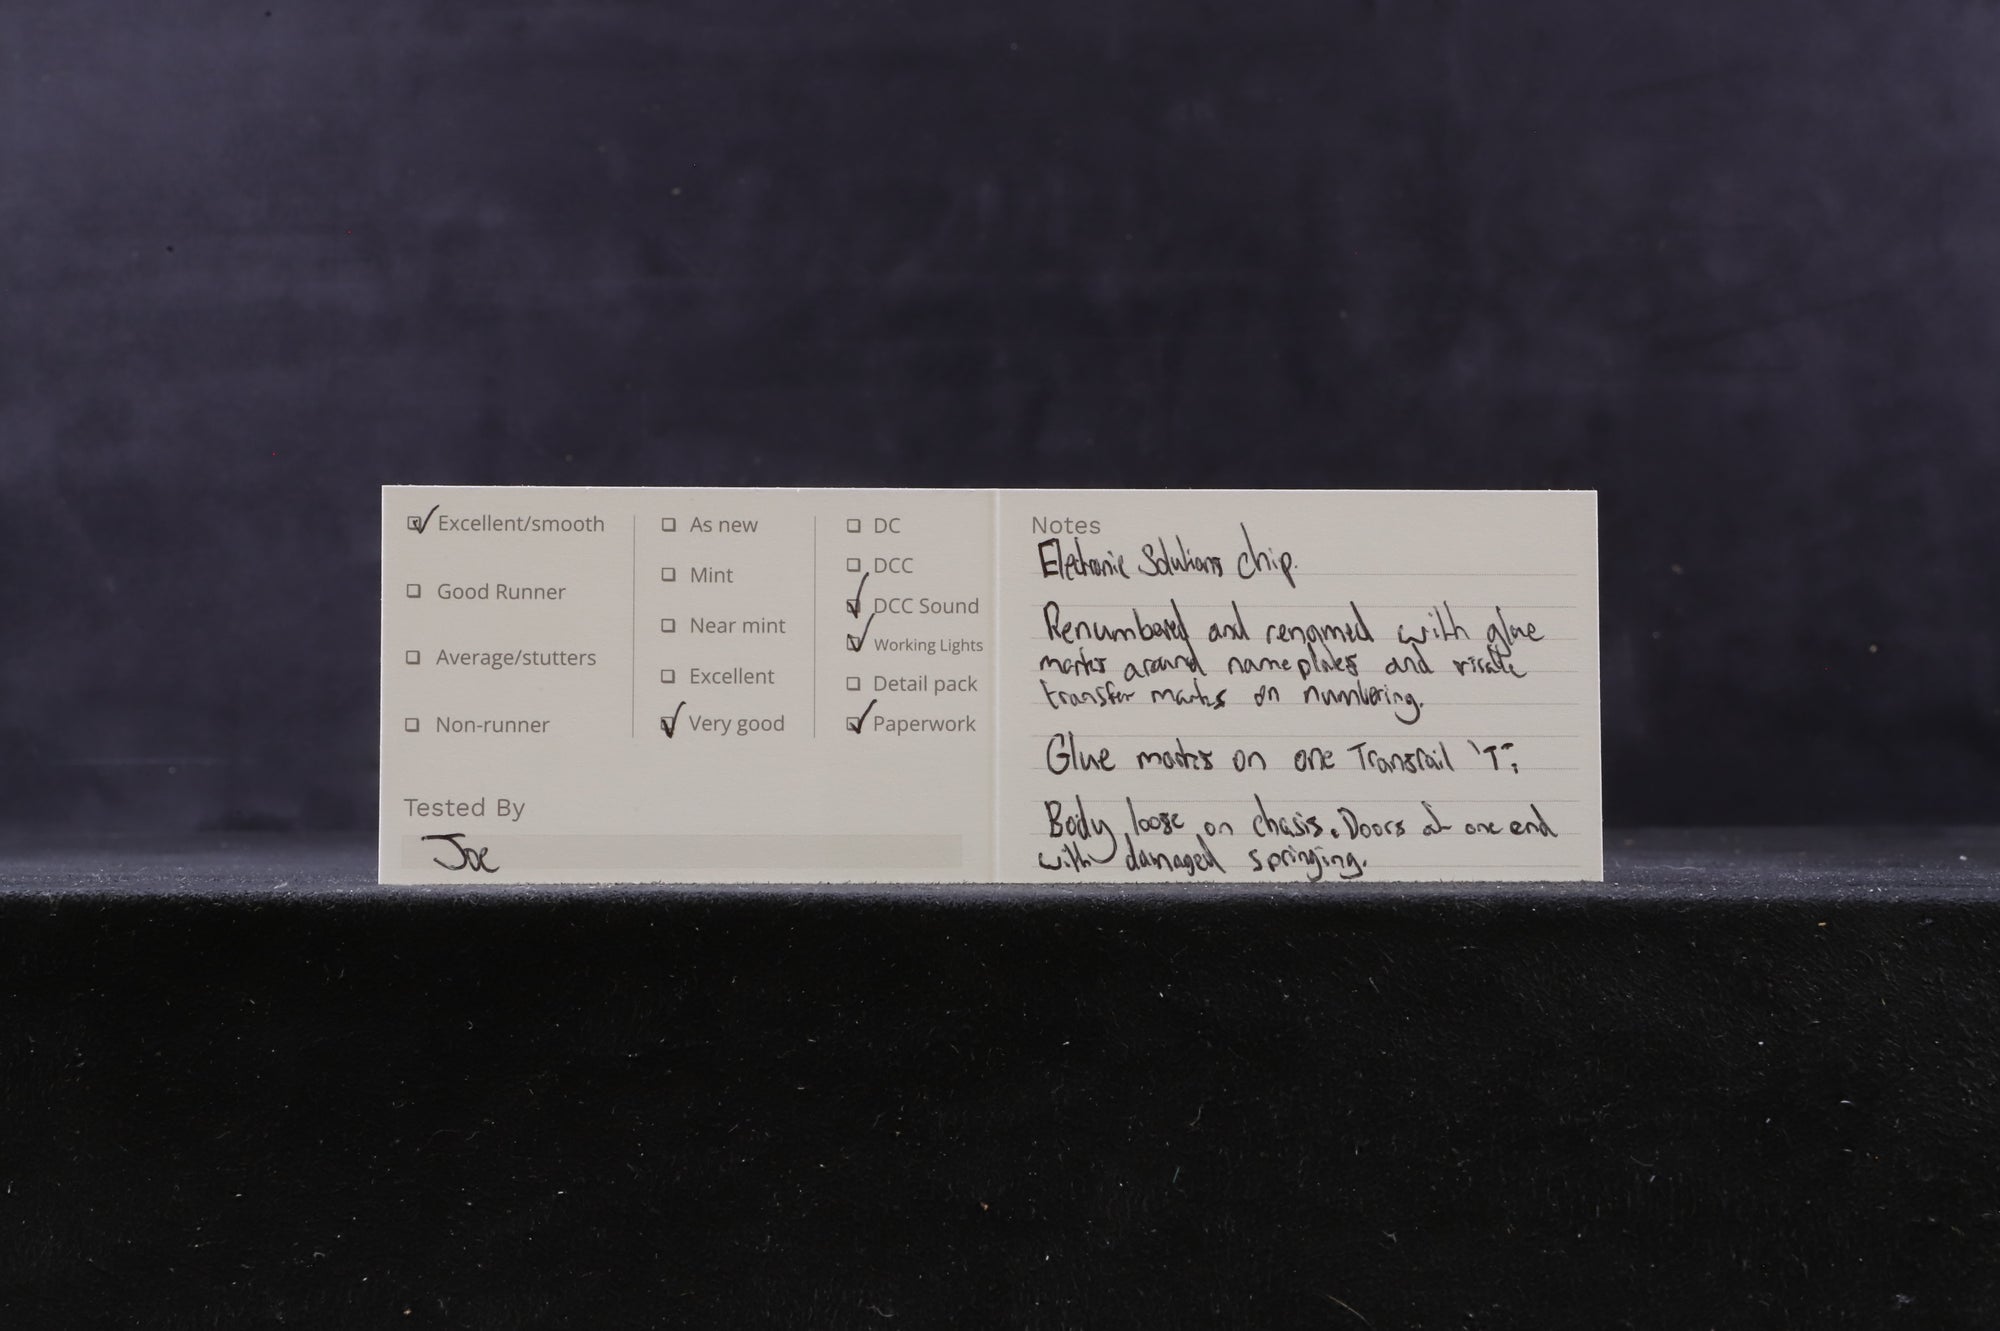 Excellent/smooth
Good Runner
Average/stutters
Non-runner
As new
Mint
Near mint
Excellent
Very good
DC
DCC
DCC Sound
Working Lights
Detail pack
Paperwork
Tested By
Joe
Notes
Solutions chip.
Renumbered and renamed with glue
marks around nameplates and
transfer marks on numbering.
Glue marks on one Transrail 'T'.
Body loose on chasis. Doors at one end
with damaged springing.